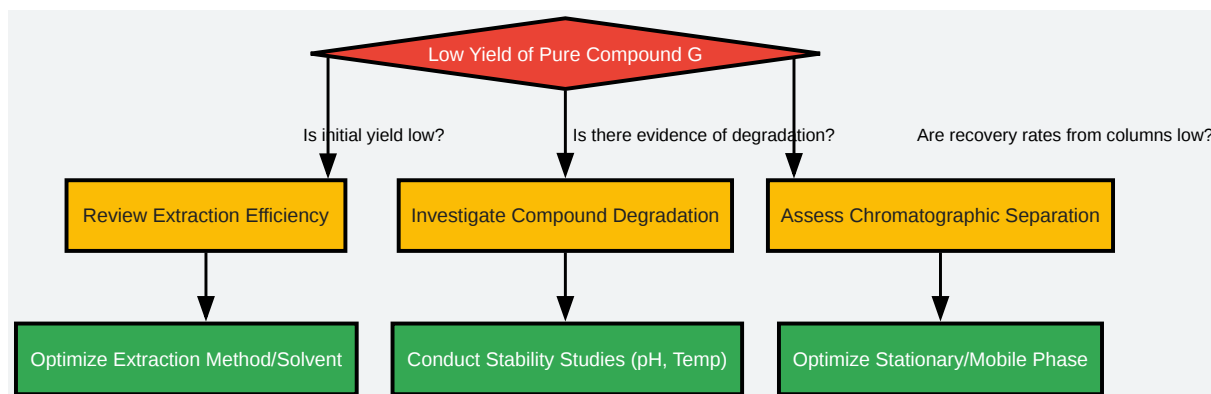 Low Yield of Pure Compound G
Is initial yield low?
Is there evidence of degradation?
Are recovery rates from columns low?
Review Extraction Efficiency
Investigate Compound Degradation
Assess Chromatographic Separation
Optimize Extraction Method/Solvent
Conduct Stability Studies (pH, Temp)
Optimize Stationary/Mobile Phase